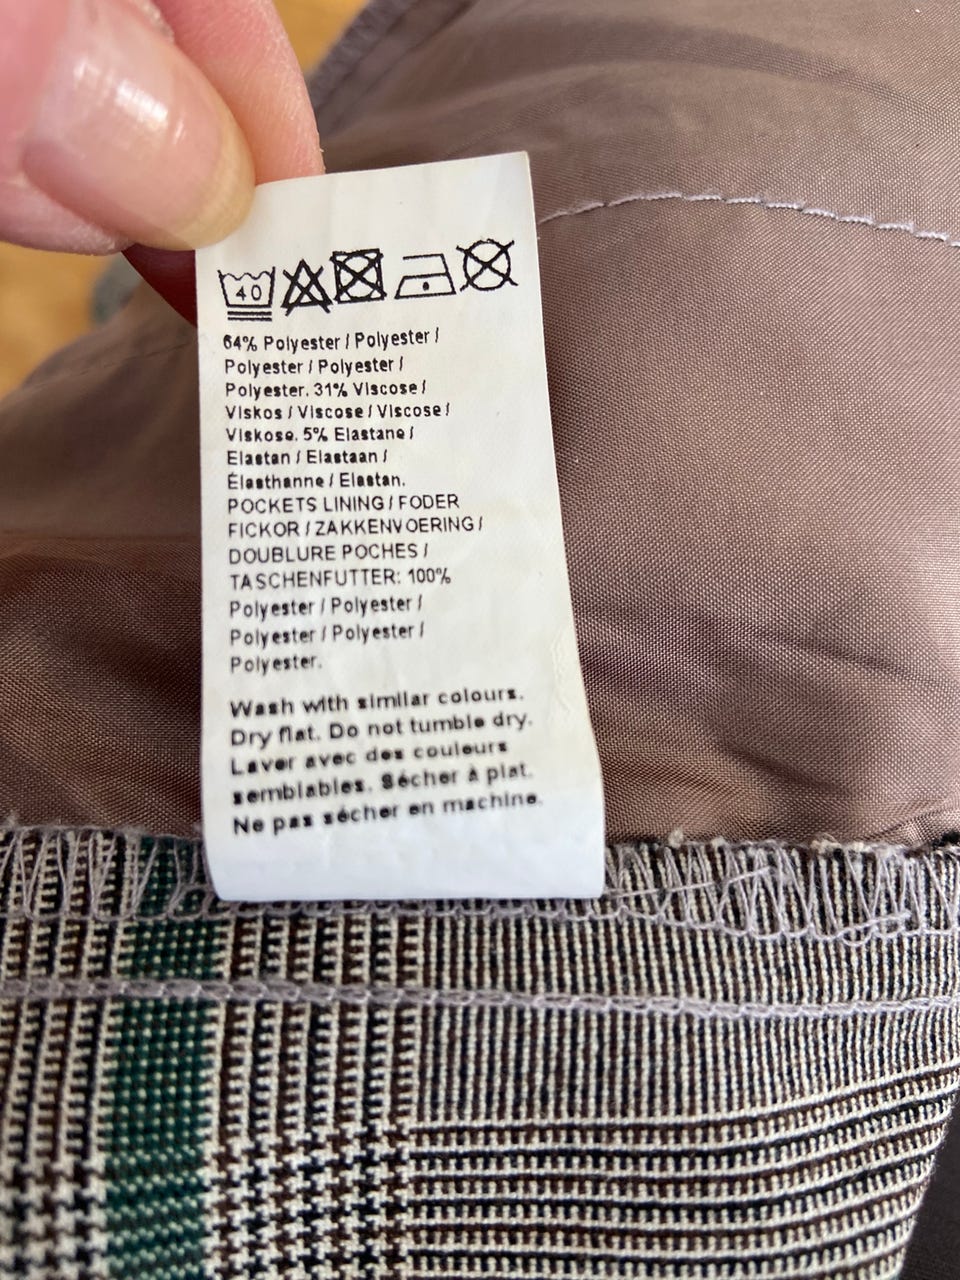 40
64% Polyester / Polyester /
Polyester / Polyester /
Polyester. 31% Viscose /
Viskos / Viscose / Viscose /
Viskose. 5% Elastane /
Elastan / Elastaan /
Élasthanne / Elastan.
POCKETS LINING / FODER
FICKOR / ZAKKENVOERING /
DOUBLURE POCHES /
TASCHENFUTTER: 100%
Polyester / Polyester /
Polyester / Polyester /
Polyester.
Wash with similar colours.
Dry flat. Do not tumble dry.
Laver avec des couleurs
semblables. Sécher à plat.
Ne pas sécher en machine.